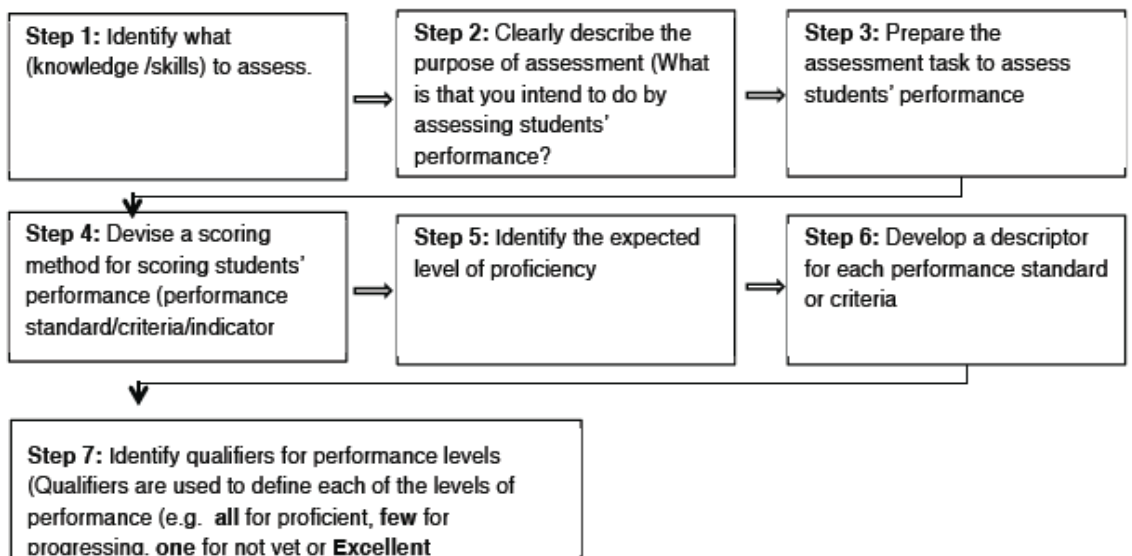 Step 1: Identify what
(knowledge /skills) to assess.
Step 2: Clearly describe the
purpose of assessment (What
is that you intend to do by
assessing students’
performance?
Step 3: Prepare the
assessment task to assess
students’ performance
Step 4: Devise a scoring
method for scoring students’
performance (performance
standard/criteria/indicator
Step 5: Identify the expected
level of proficiency
Step 6: Develop a descriptor
for each performance standard
or criteria
Step 7: Identify qualifiers for performance levels
(Qualifiers are used to define each of the levels of
performance (e.g. all for proficient, few for
progressing, one for not yet or Excellent